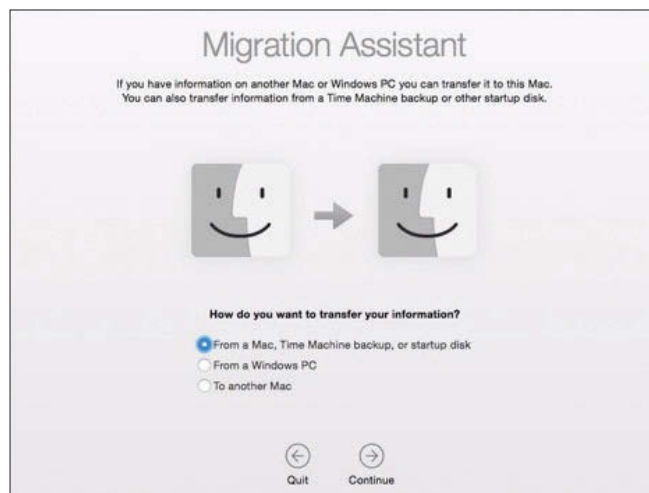 Migration Assistant
If you have information on another Mac or Windows PC you can transfer it to this Mac.
You can also transfer information from a Time Machine backup or other startup disk.
How do you want to transfer your information?
From a Mac, Time Machine backup, or startup disk
From a Windows PC
To another Mac
Quit
Continue